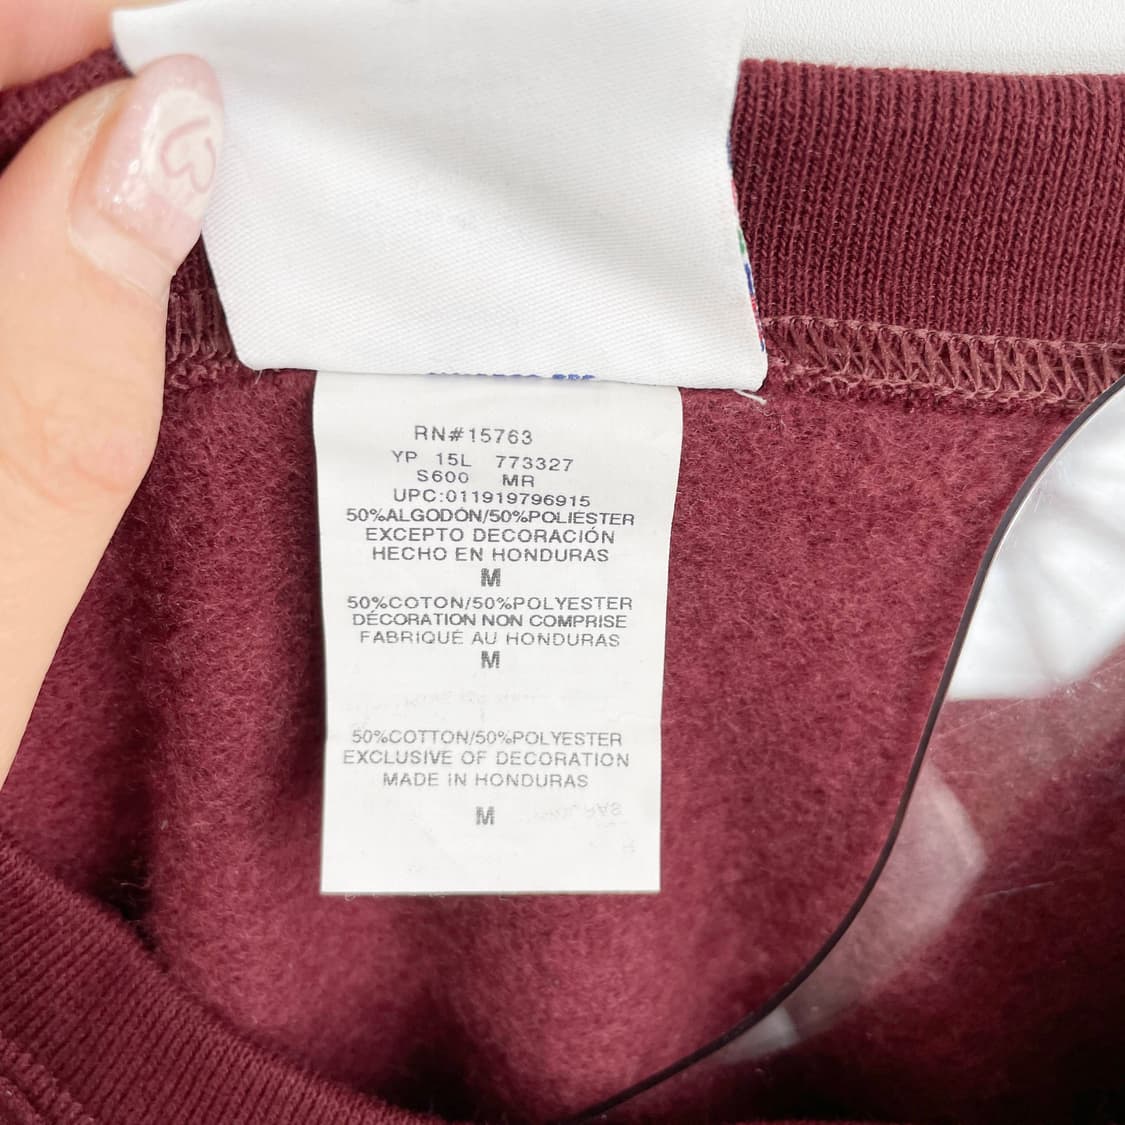 RN#15763
YP 15L 773327
S600 MR
UPC:011919796915
50%ALGODÓN/50%POLIÉSTER
EXCEPTO DECORACIÓN
HECHO EN HONDURAS
M
50%COTON/50%POLYESTER
DÉCORATION NON COMPRISE
FABRIQUÉ AU HONDURAS
M
50%COTTON/50%POLYESTER
EXCLUSIVE OF DECORATION
MADE IN HONDURAS
M